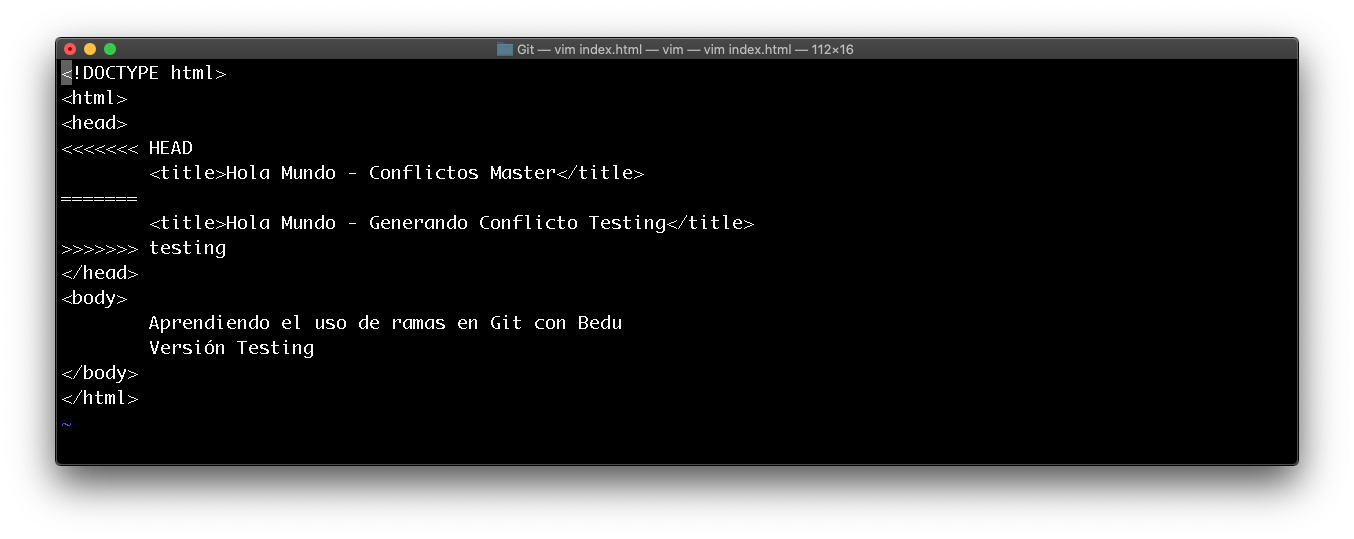 Git — vim index.html — vim — vim index.html — 112×16
<!DOCTYPE html>
<html>
<head>
<<<<<<< HEAD
        <title>Hola Mundo - Conflictos Master</title>
=======
        <title>Hola Mundo - Generando Conflicto Testing</title>
>>>>>>> testing
</head>
<body>
        Aprendiendo el uso de ramas en Git con Bedu
        Versión Testing
</body>
</html>
~